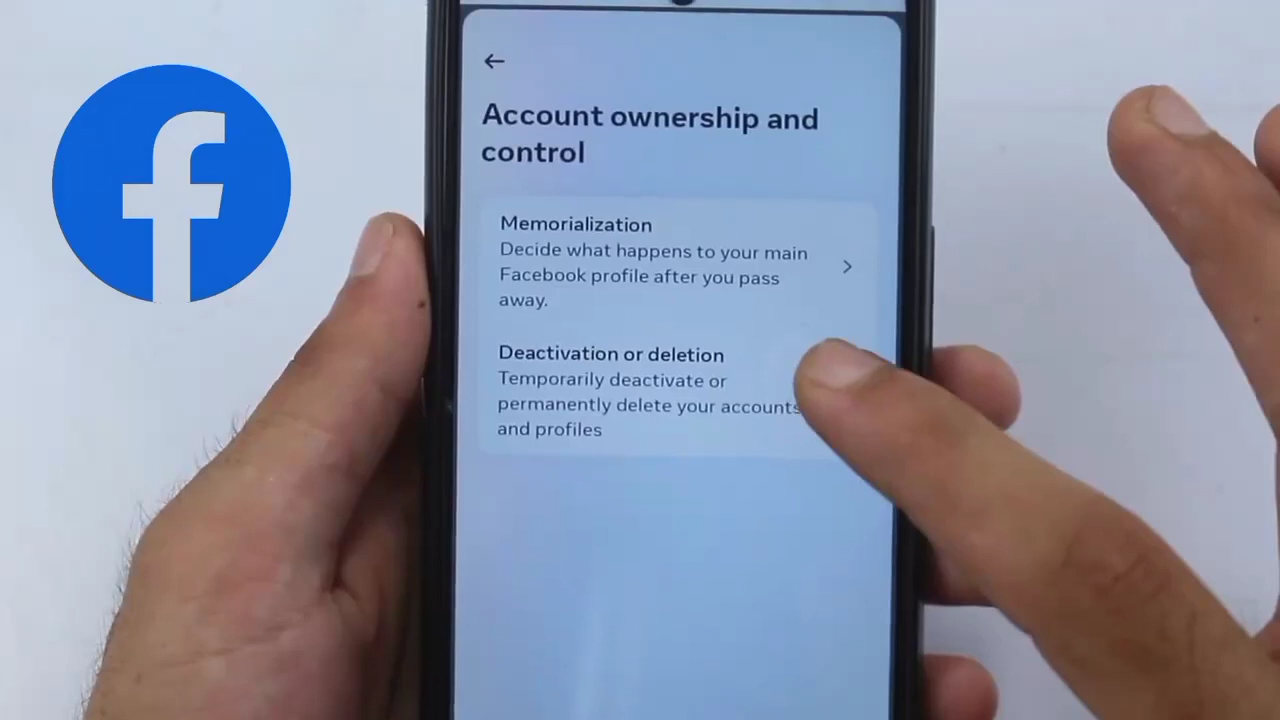 Account ownership and
control
Memorialization
Decide what happens to your main
Facebook profile after you pass
away.
Deactivation or deletion
Temporarily deactivate or
permanently delete your accounts
and profiles